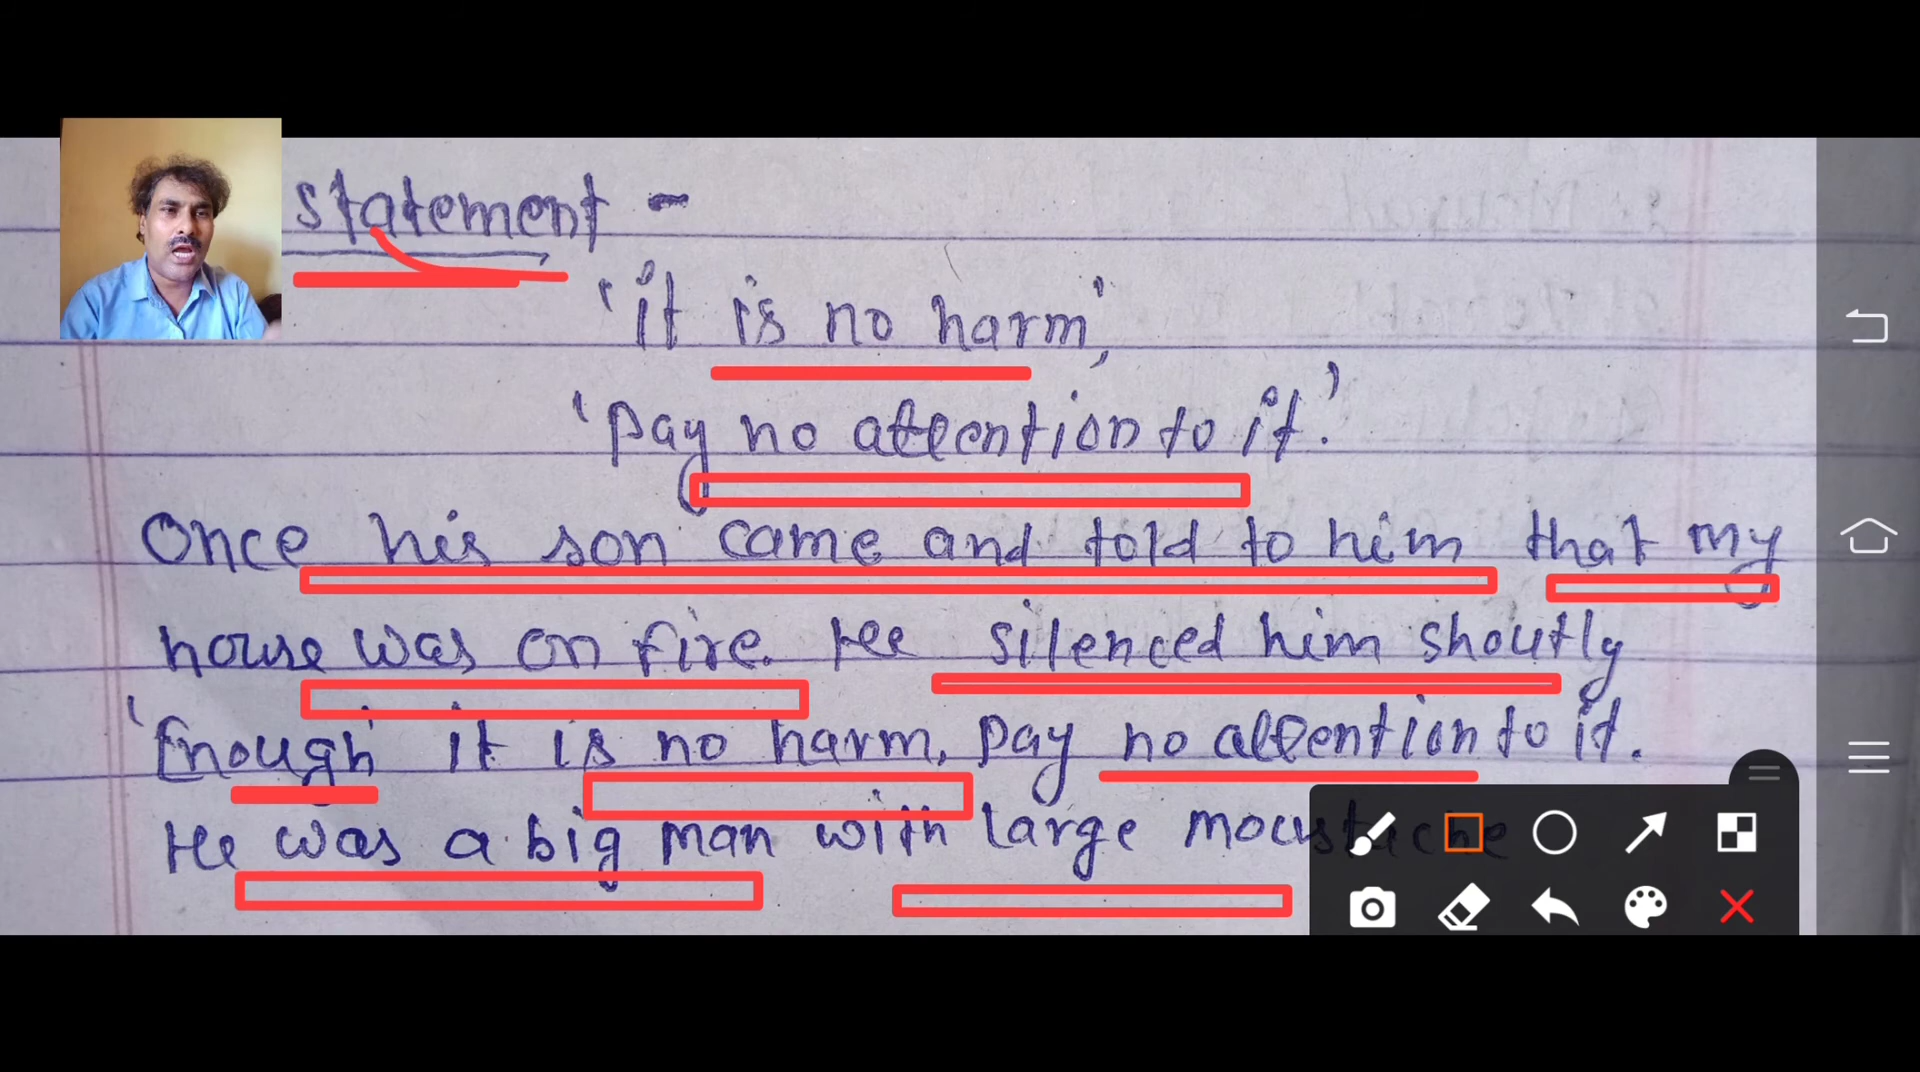 statement -
'it is no harm',
'pay no attention to it.'
Once his son came and told to him that my
house was on fire. He silenced him shoutly
'Enough' it is no harm, pay no attention to it.
He was a big man with large moustache